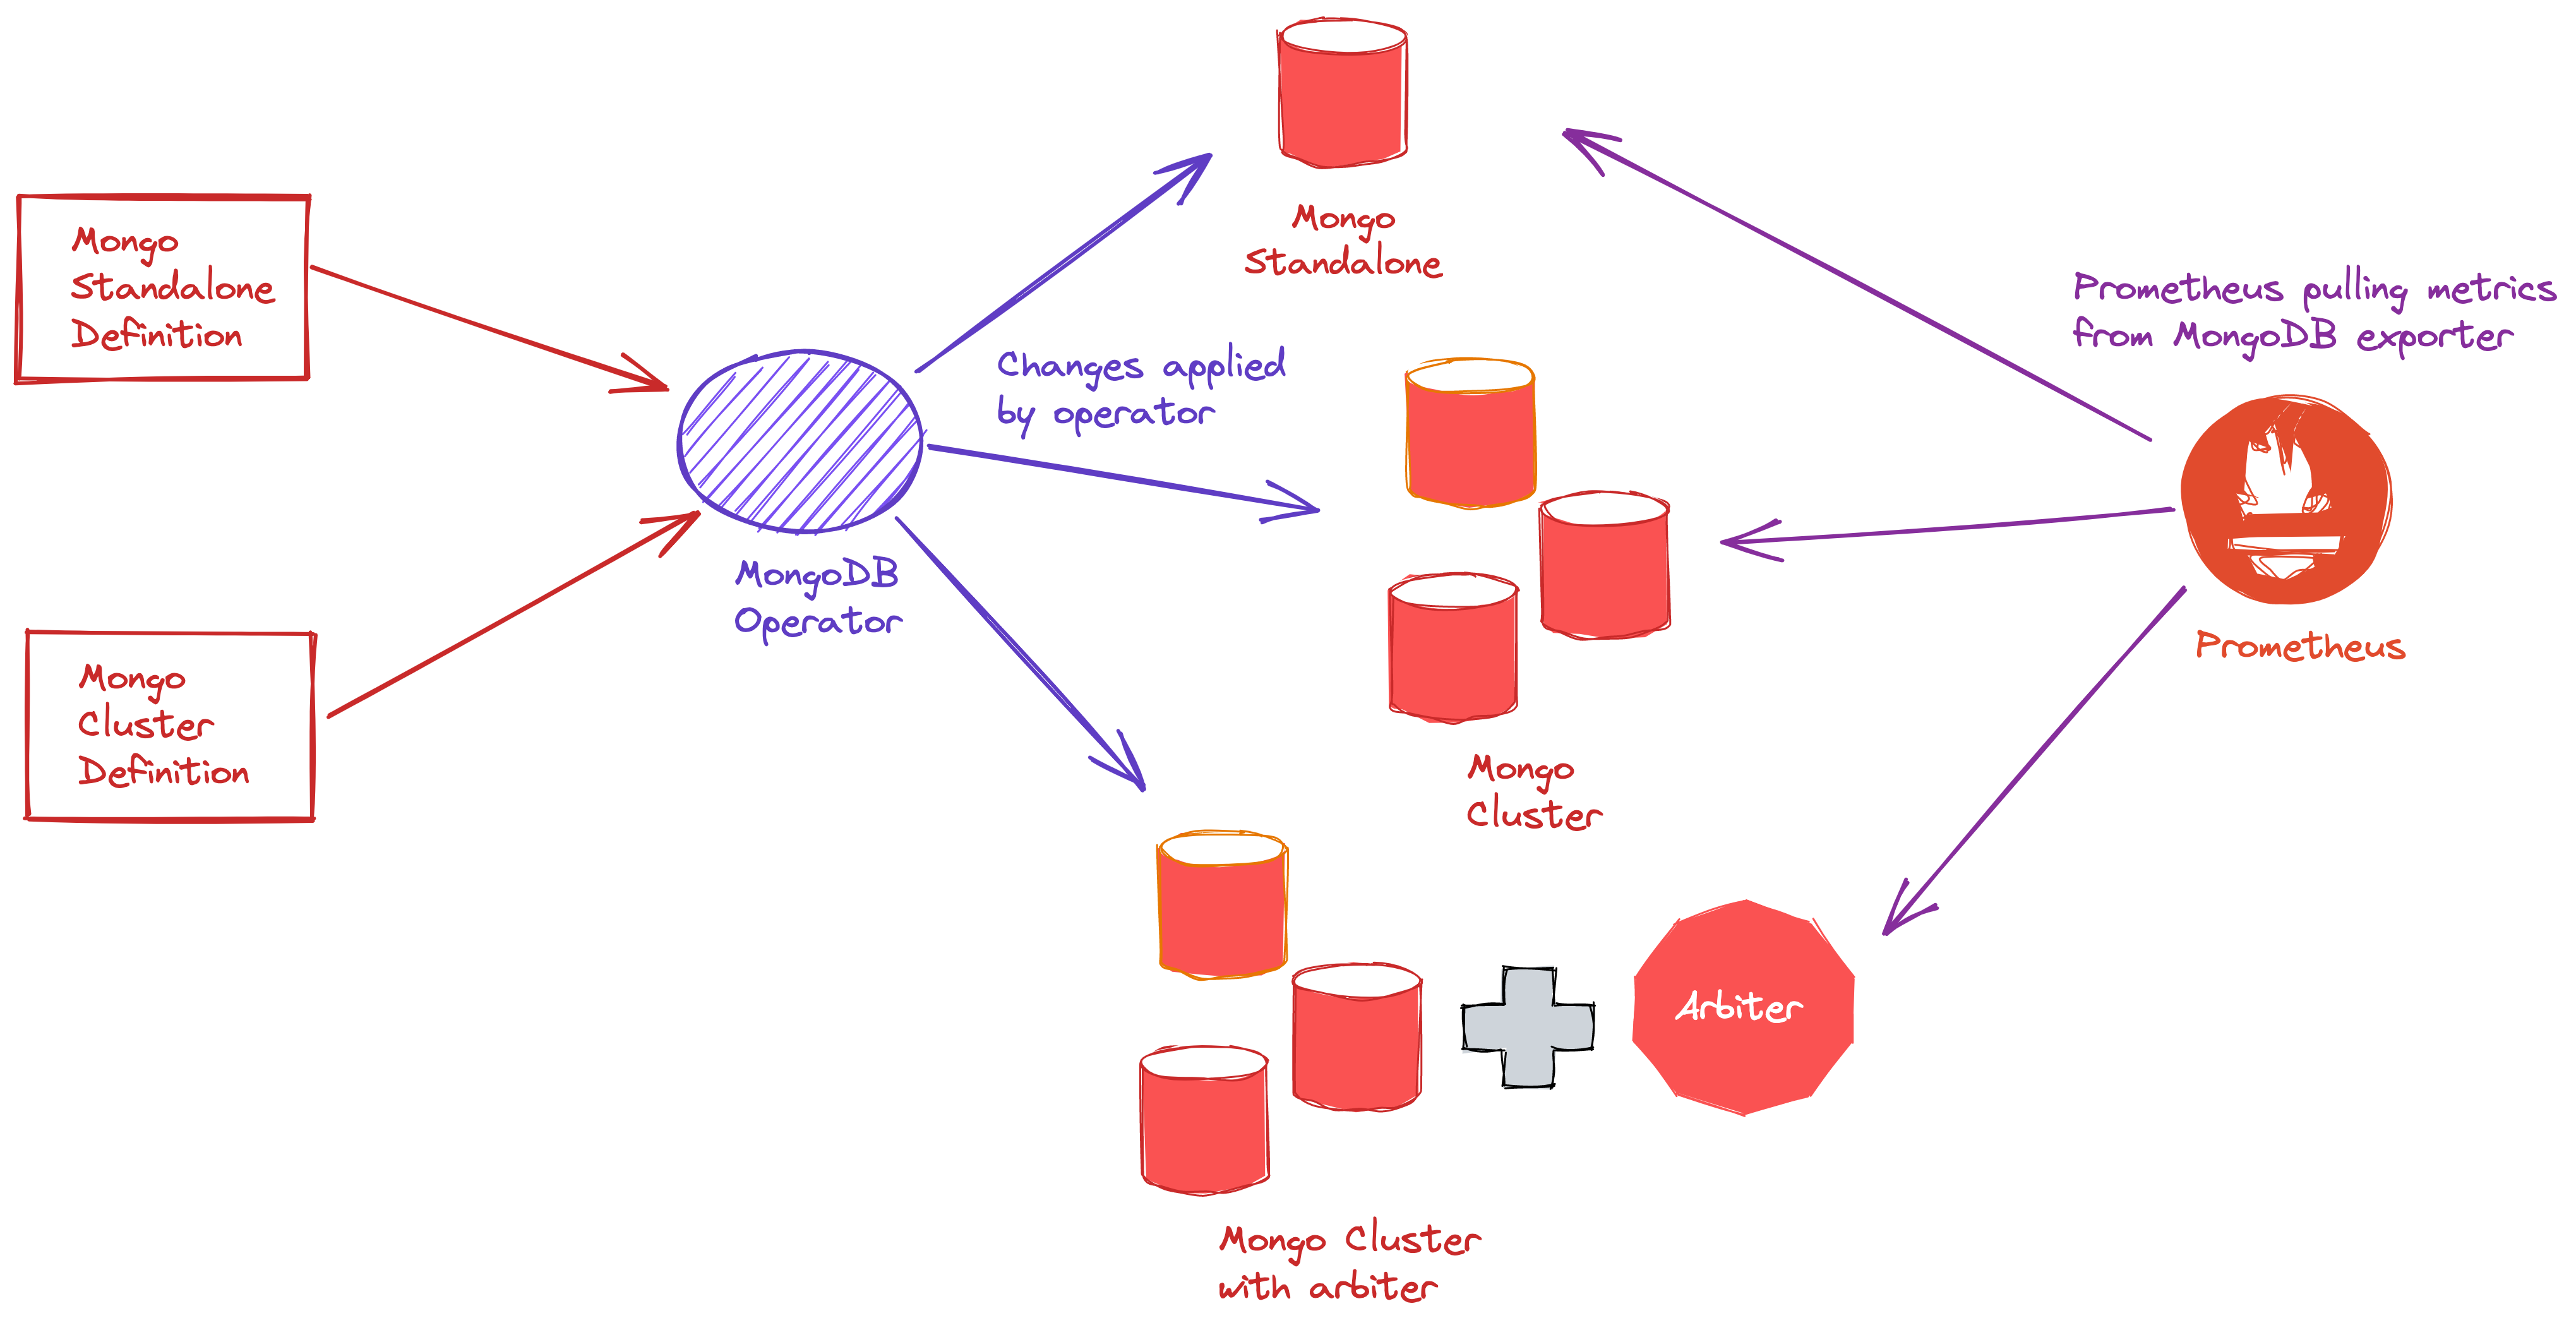 Mongo
Standalone
Definition
Mongo
Cluster
Definition
MongoDB
Operator
Changes applied
by operator
Mongo
Standalone
Mongo
Cluster
Arbiter
Mongo Cluster
with arbiter
Prometheus pulling metrics
from MongoDB exporter
Prometheus